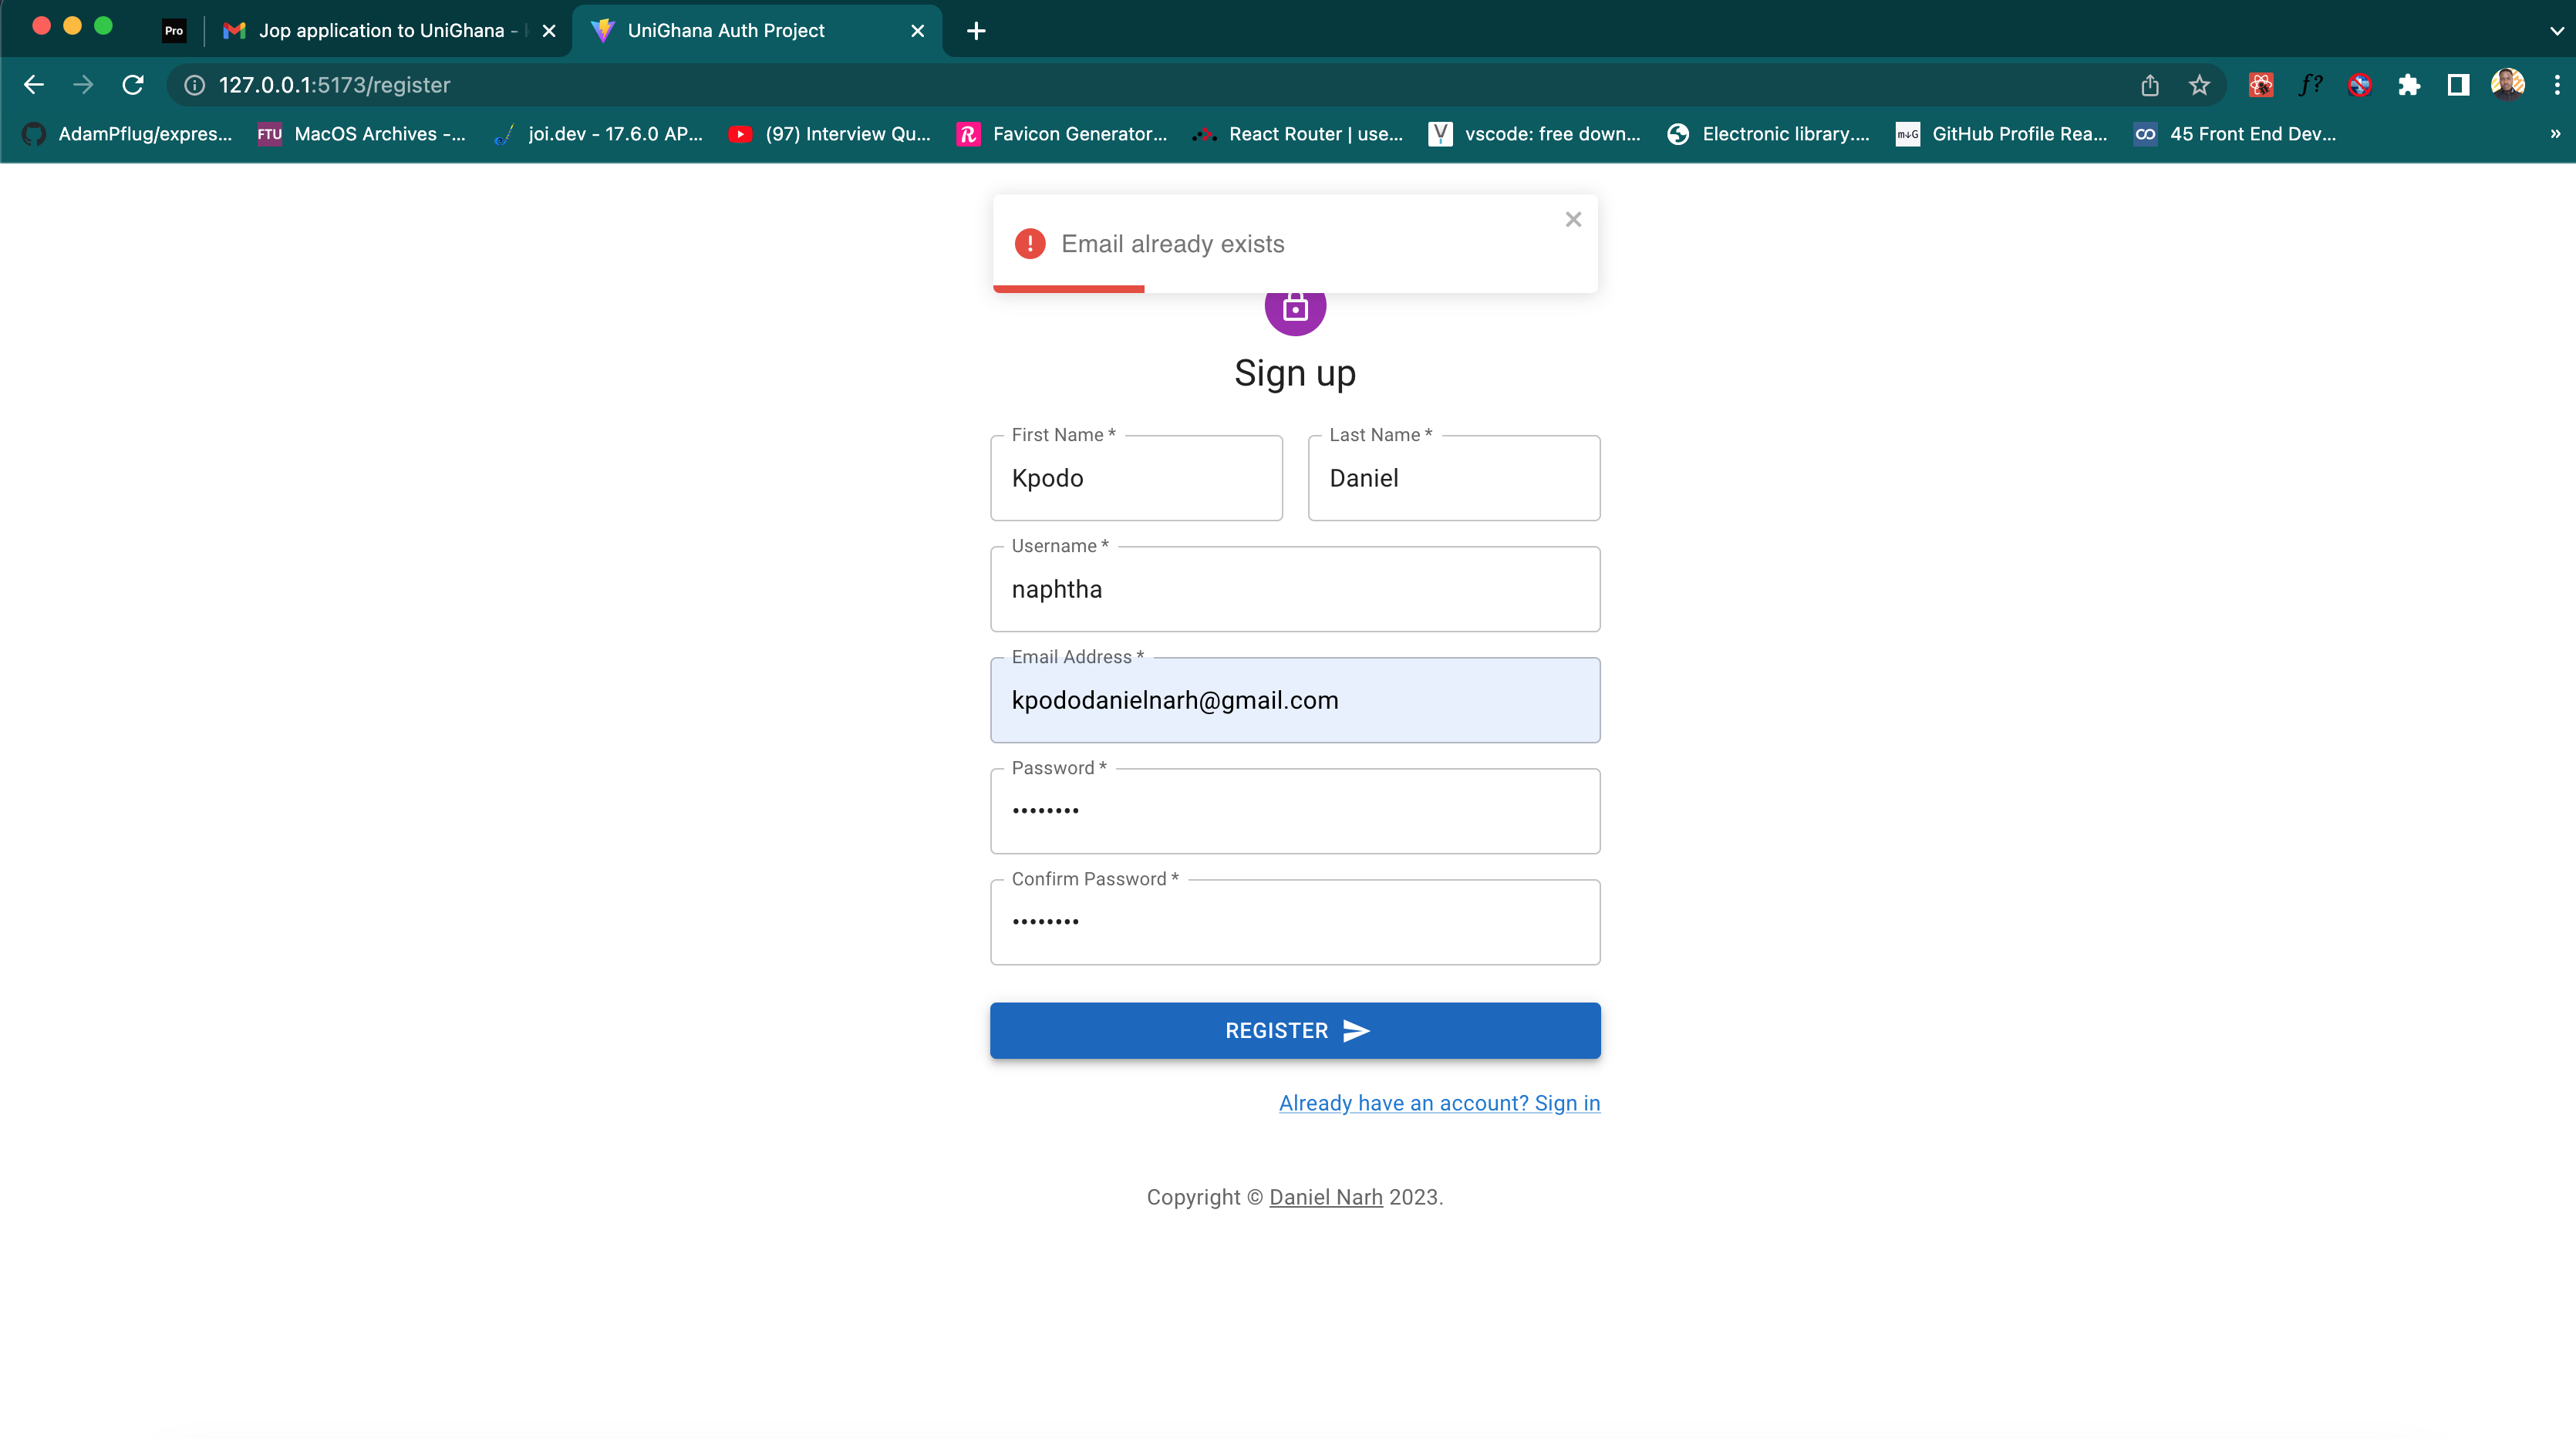 Pro
Jop application to UniGhana -
UniGhana Auth Project
127.0.0.1:5173/register
f?
AdamPflug/expres...
FTU MacOS Archives -...
joi.dev - 17.6.0 AP...
(97) Interview Qu...
R Favicon Generator...
React Router | use...
Y vscode: free down...
Electronic library....
m↓G GitHub Profile Rea...
45 Front End Dev...
»
Email already exists
Sign up
First Name *
Kpodo
Last Name *
Daniel
Username *
naphtha
Email Address *
kpododanielnarh@gmail.com
Password *
••••••••
Confirm Password *
••••••••
REGISTER
Already have an account? Sign in
Copyright © Daniel Narh 2023.